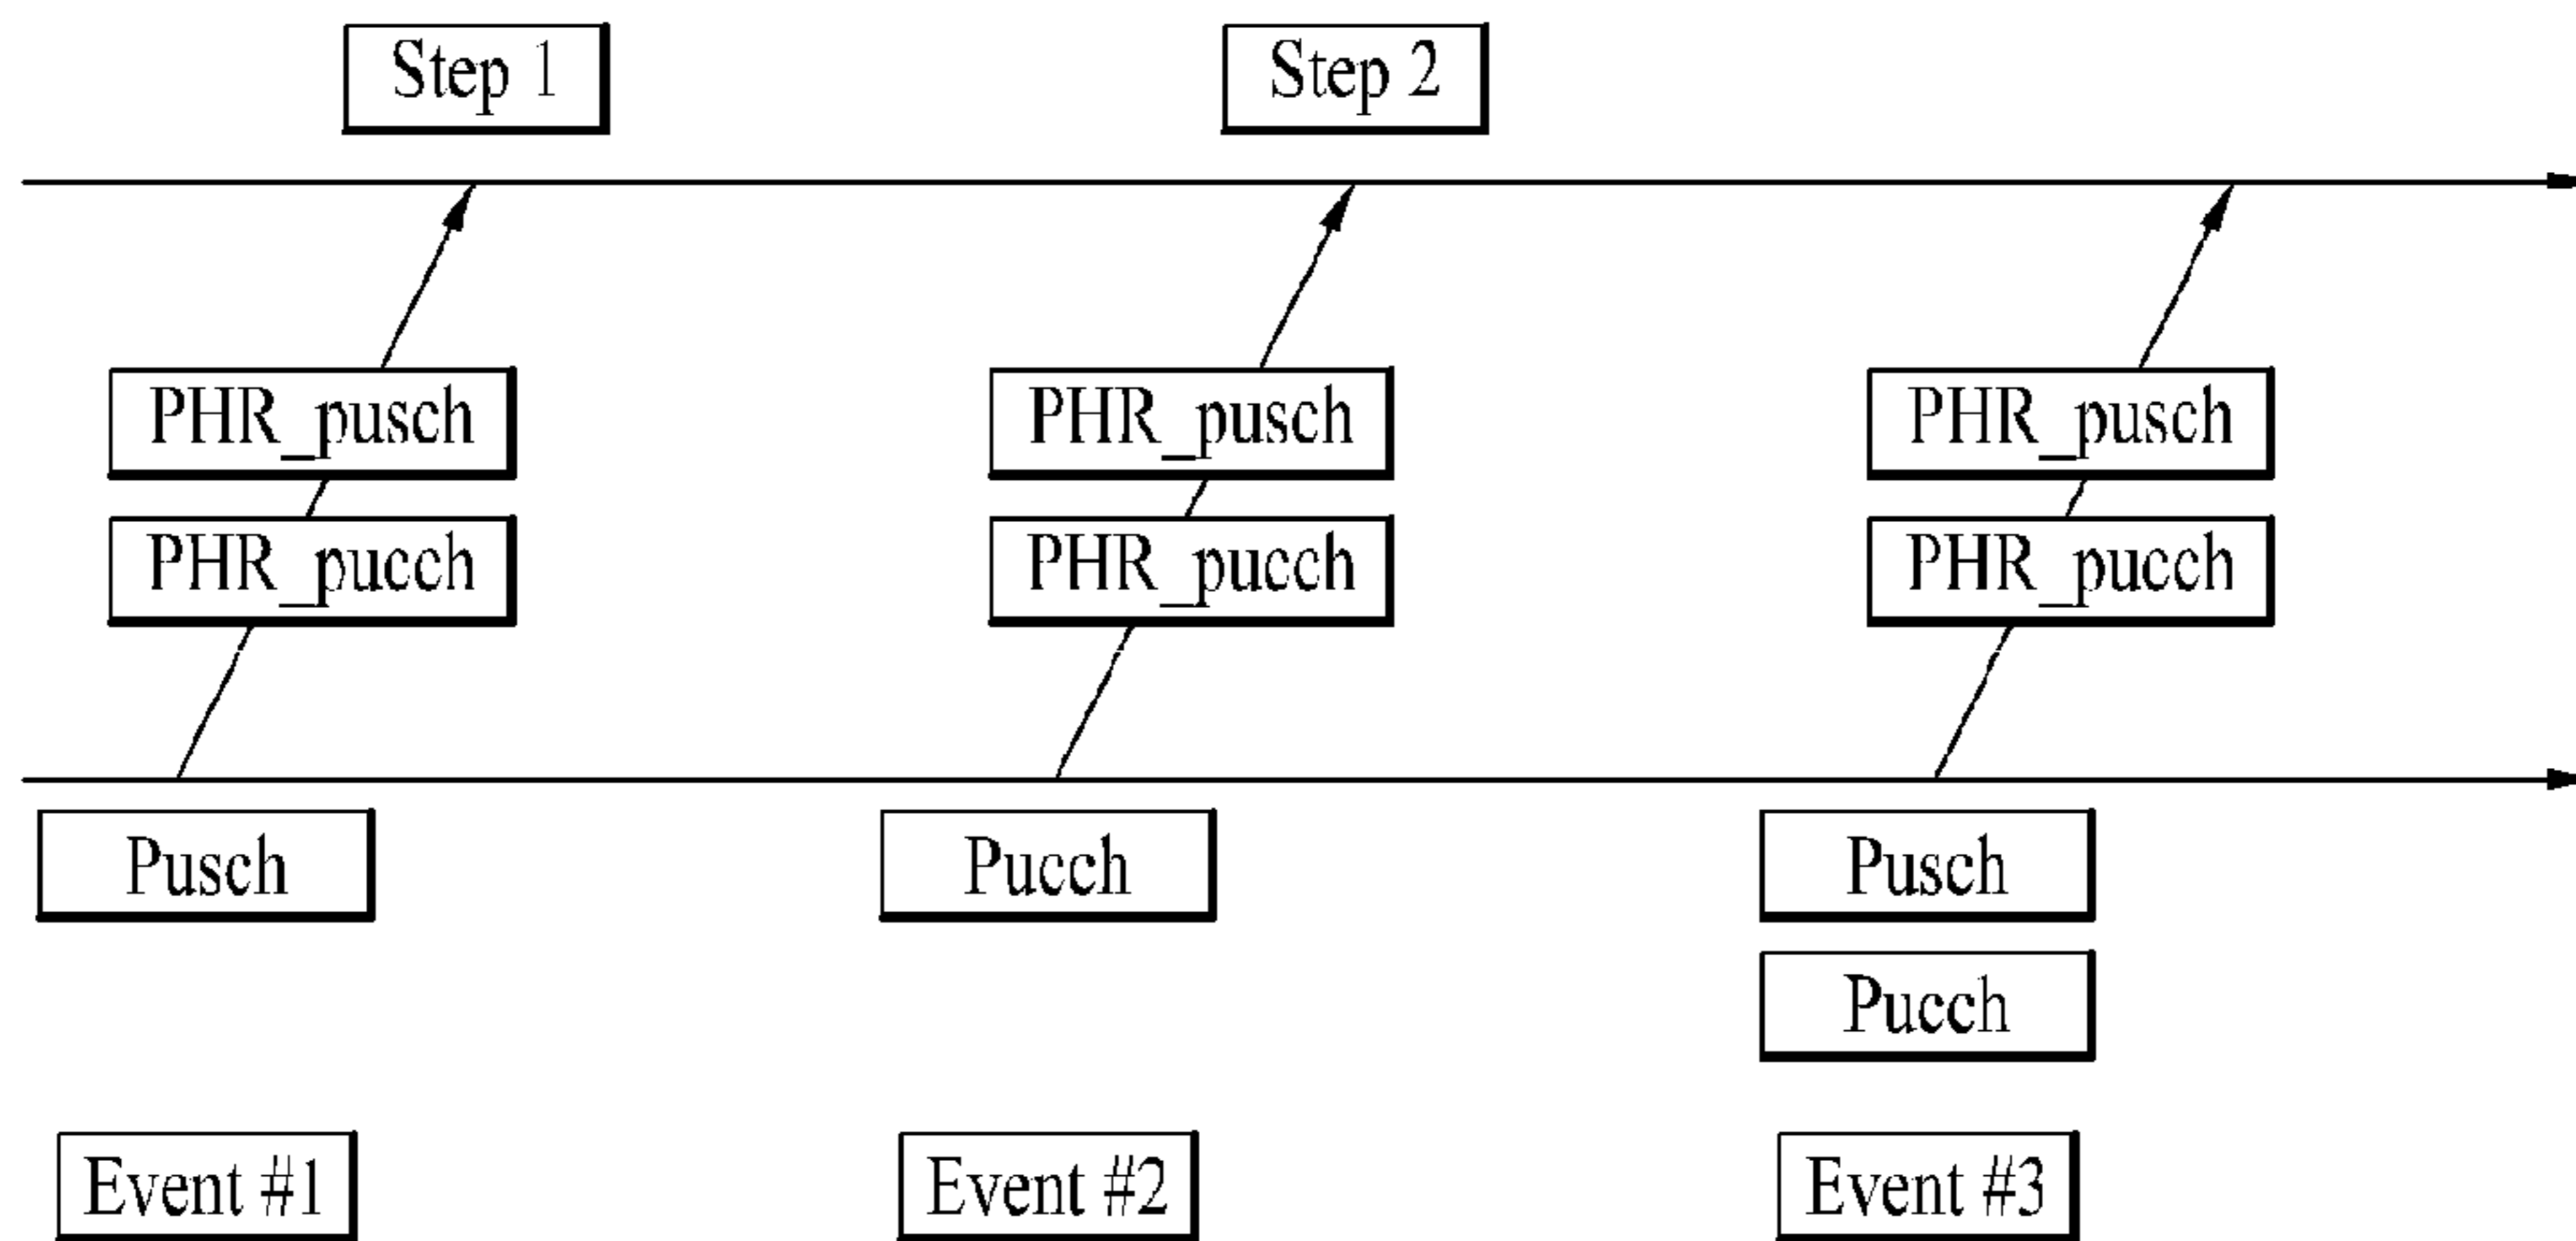 Step 1
Step 2
PHR_pusch
PHR_pusch
PHR_pusch
PHR_pucch
PHR_pucch
PHR_pucch
Pusch
Pucch
Pusch
Pucch
Event #1
Event #2
Event #3